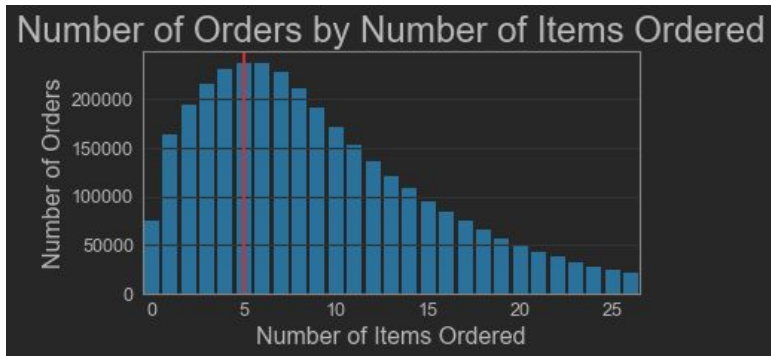 Number of Orders by Number of Items Ordered
Number of Orders
200000
150000
100000
50000
0
0 5 10 15 20 25
Number of Items Ordered